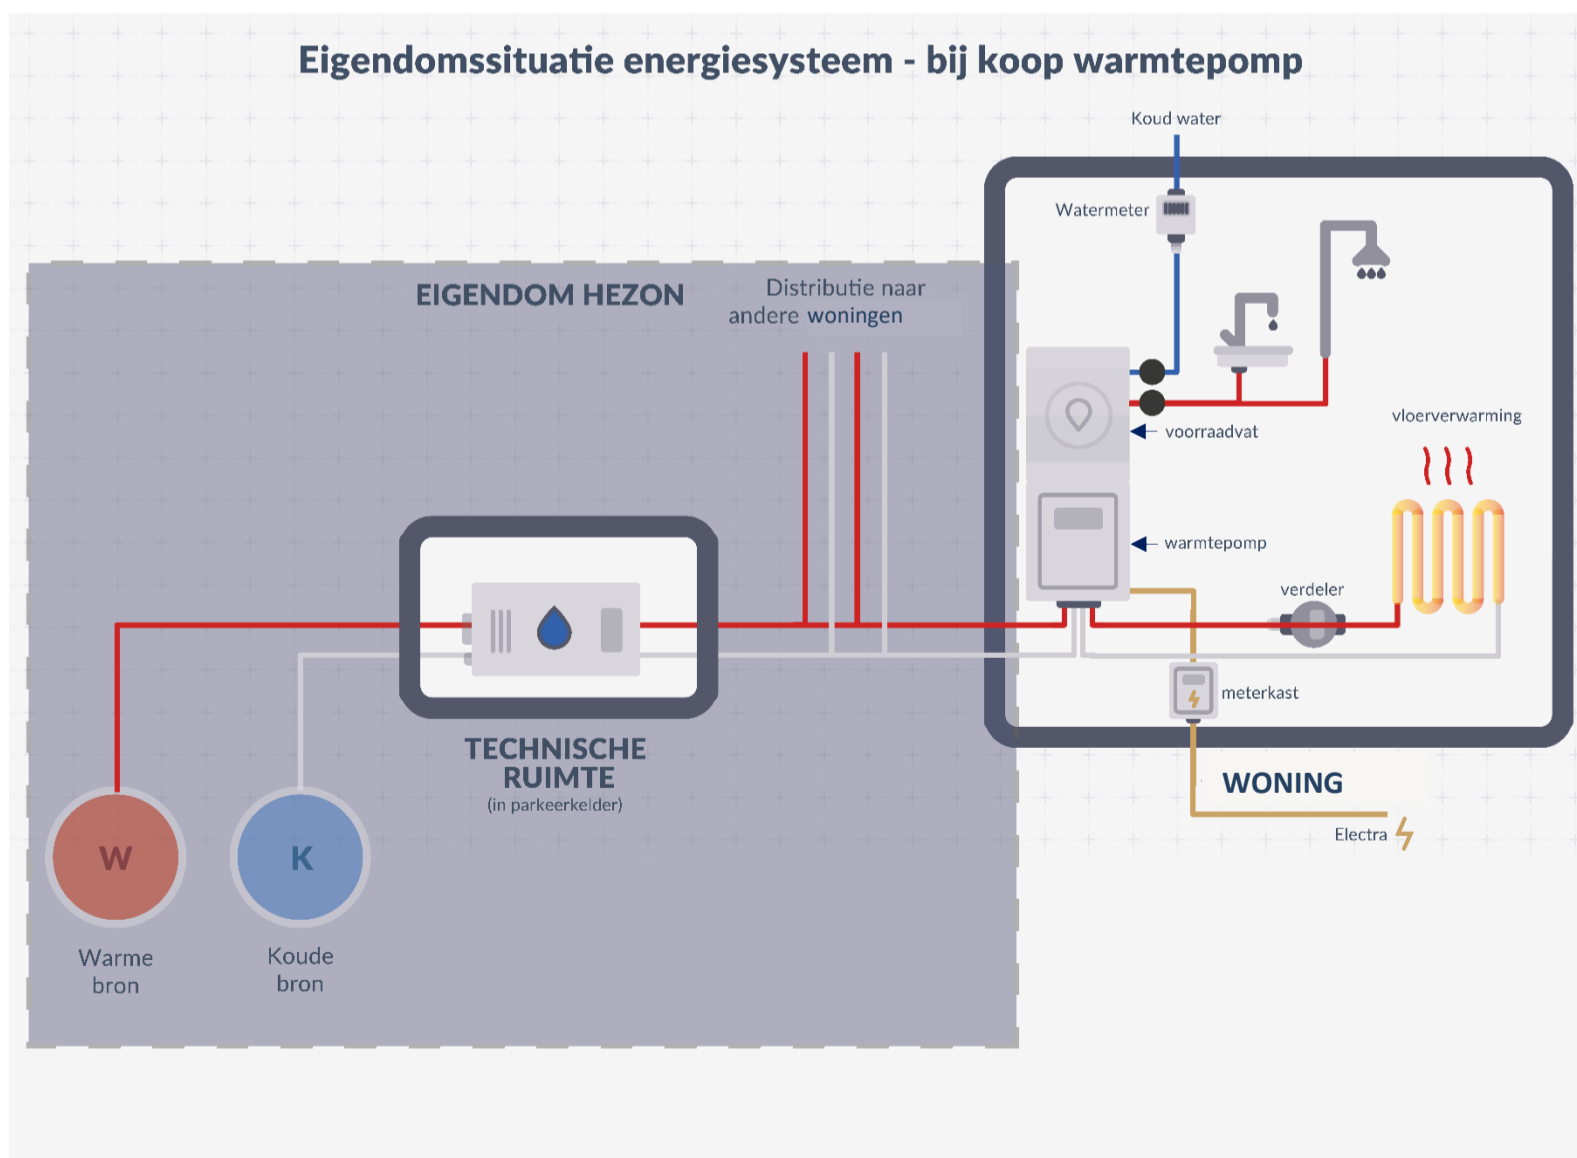 Eigendomssituatie energiesysteem - bij koop warmtepomp
Koud water
Watermeter
EIGENDOM HEZON
Distributie naar
andere woningen
voorraadvat
vloerverwarming
warmtepomp
verdeler
meterkast
TECHNISCHE
RUIMTE
(in parkeerkelder)
WONING
Electra
W
K
Warme
bron
Koude
bron